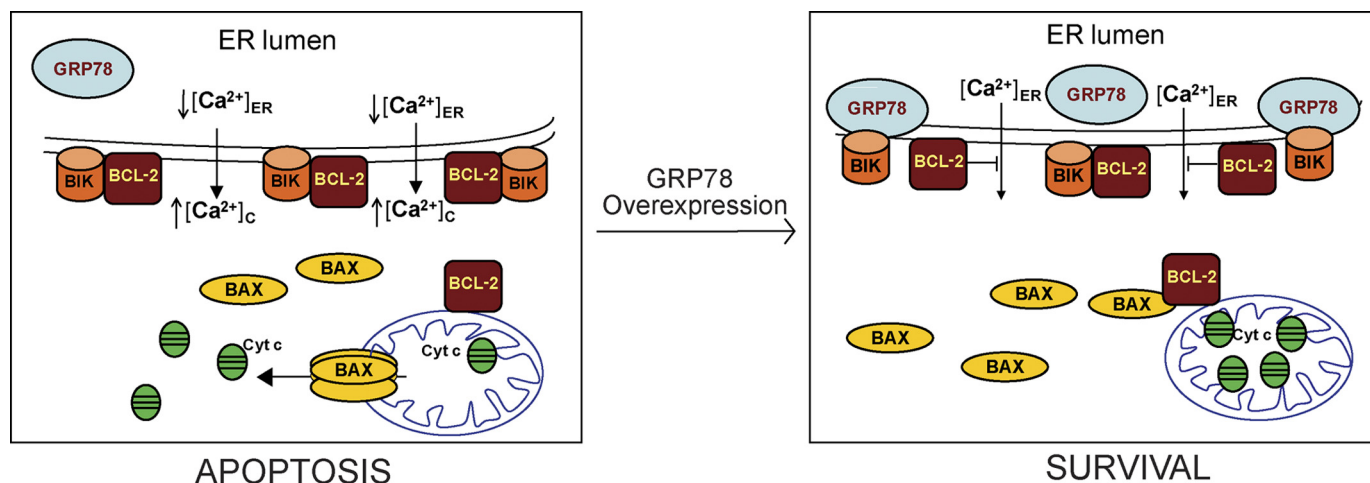 ER lumen
GRP78
↓[Ca²⁺]ER ↓[Ca²⁺]ER
BIK BCL-2 BIK BCL-2 BCL-2 BIK
↑[Ca²⁺]C ↑[Ca²⁺]C
BAX
BAX
BCL-2
Cyt c
Cyt c
BAX
APOPTOSIS
GRP78
Overexpression
ER lumen
[Ca²⁺]ER [Ca²⁺]ER
GRP78 GRP78 GRP78
BIK BCL-2 BIK BCL-2 BCL-2 BIK
BCL-2
BAX BAX
Cyt c
BAX
BAX
SURVIVAL